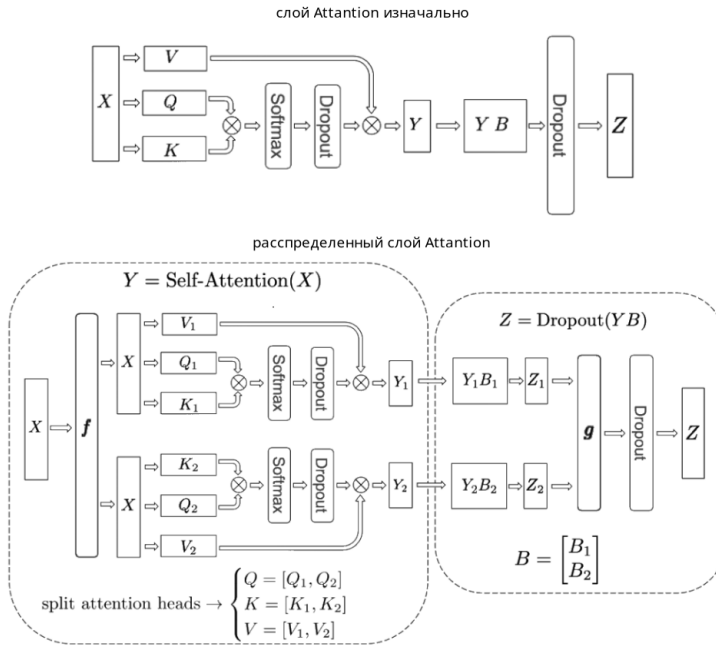 слой Attantion изначально
X
V
Q
K
⊗
Softmax
Dropout
⊗
Y
Y B
Dropout
Z
расспределенный слой Attantion
Y = Self-Attention(X)
X
f
X
V₁
Q₁
K₁
⊗
Softmax
Dropout
⊗
Y₁
X
K₂
Q₂
V₂
⊗
Softmax
Dropout
⊗
Y₂
split attention heads → { Q = [Q₁, Q₂]
K = [K₁, K₂]
V = [V₁, V₂]
Z = Dropout(Y B)
Y₁B₁
Z₁
Y₂B₂
Z₂
g
Dropout
Z
B = [B₁
B₂]